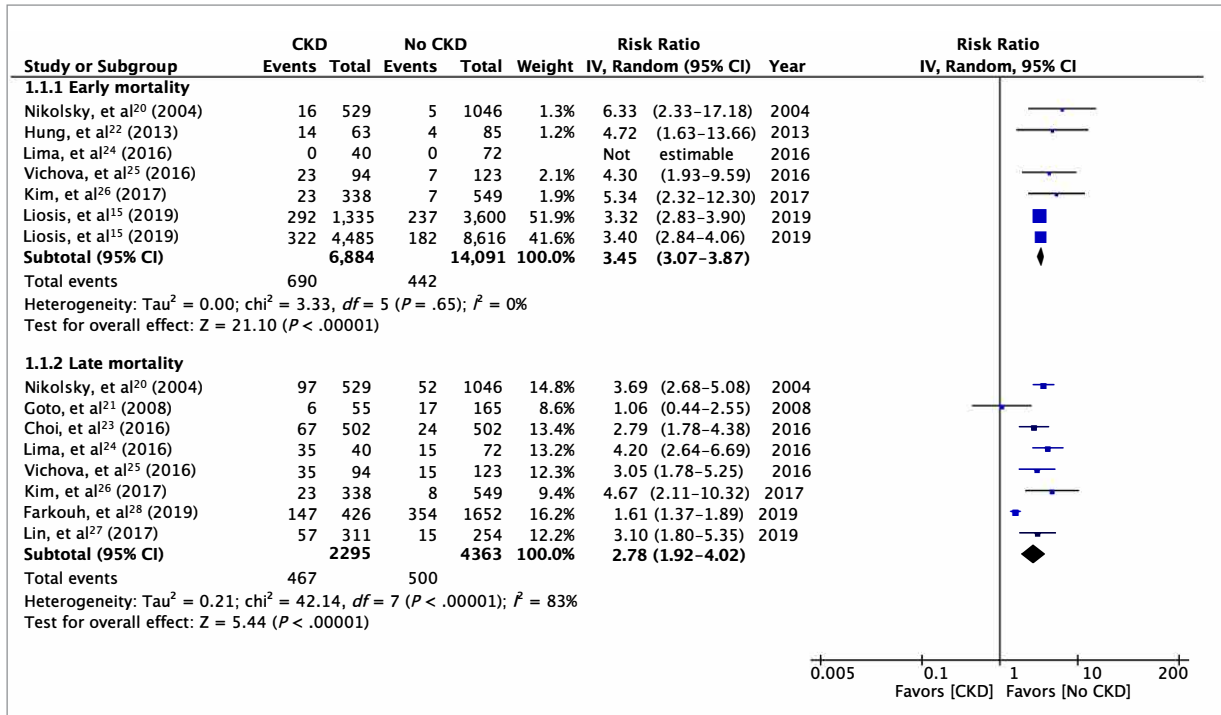 CKD No CKD Risk Ratio Risk Ratio
Study or Subgroup Events Total Events Total Weight IV, Random (95% CI) Year IV, Random, 95% CI
1.1.1 Early mortality
Nikolsky, et al²⁰ (2004) 16 529 5 1046 1.3% 6.33 (2.33–17.18) 2004
Hung, et al²² (2013) 14 63 4 85 1.2% 4.72 (1.63–13.66) 2013
Lima, et al²⁴ (2016) 0 40 0 72 Not estimable 2016
Vichova, et al²⁵ (2016) 23 94 7 123 2.1% 4.30 (1.93–9.59) 2016
Kim, et al²⁶ (2017) 23 338 7 549 1.9% 5.34 (2.32–12.30) 2017
Liosis, et al¹⁵ (2019) 292 1,335 237 3,600 51.9% 3.32 (2.83–3.90) 2019
Liosis, et al¹⁵ (2019) 322 4,485 182 8,616 41.6% 3.40 (2.84–4.06) 2019
Subtotal (95% CI) 6,884 14,091 100.0% 3.45 (3.07–3.87)
Total events 690 442
Heterogeneity: Tau² = 0.00; chi² = 3.33, df = 5 (P = .65); I² = 0%
Test for overall effect: Z = 21.10 (P < .00001)
1.1.2 Late mortality
Nikolsky, et al²⁰ (2004) 97 529 52 1046 14.8% 3.69 (2.68–5.08) 2004
Goto, et al²¹ (2008) 6 55 17 165 8.6% 1.06 (0.44–2.55) 2008
Choi, et al²³ (2016) 67 502 24 502 13.4% 2.79 (1.78–4.38) 2016
Lima, et al²⁴ (2016) 35 40 15 72 13.2% 4.20 (2.64–6.69) 2016
Vichova, et al²⁵ (2016) 35 94 15 123 12.3% 3.05 (1.78–5.25) 2016
Kim, et al²⁶ (2017) 23 338 8 549 9.4% 4.67 (2.11–10.32) 2017
Farkouh, et al²⁸ (2019) 147 426 354 1652 16.2% 1.61 (1.37–1.89) 2019
Lin, et al²⁷ (2017) 57 311 15 254 12.2% 3.10 (1.80–5.35) 2019
Subtotal (95% CI) 2295 4363 100.0% 2.78 (1.92–4.02)
Total events 467 500
Heterogeneity: Tau² = 0.21; chi² = 42.14, df = 7 (P < .00001); I² = 83%
Test for overall effect: Z = 5.44 (P < .00001)
0.005 0.1 1 10 200
Favors [CKD] Favors [No CKD]